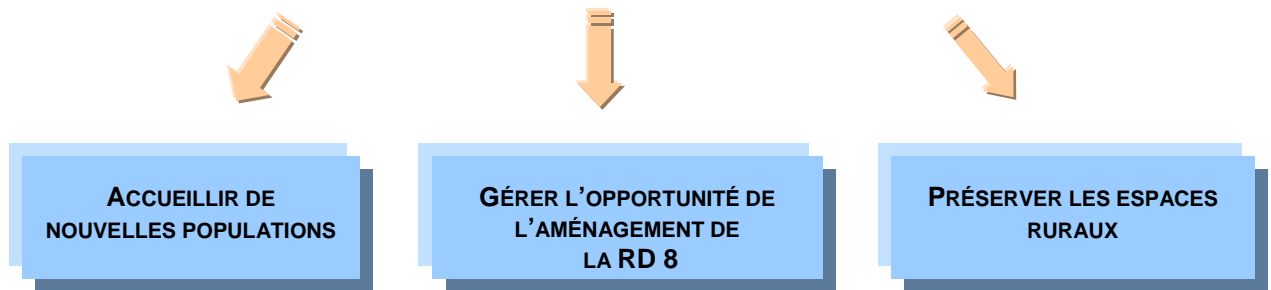 ACCUEILLIR DE
NOUVELLES POPULATIONS
GÉRER L'OPPORTUNITÉ DE
L'AMÉNAGEMENT DE
LA RD 8
PRÉSERVER LES ESPACES
RURAUX